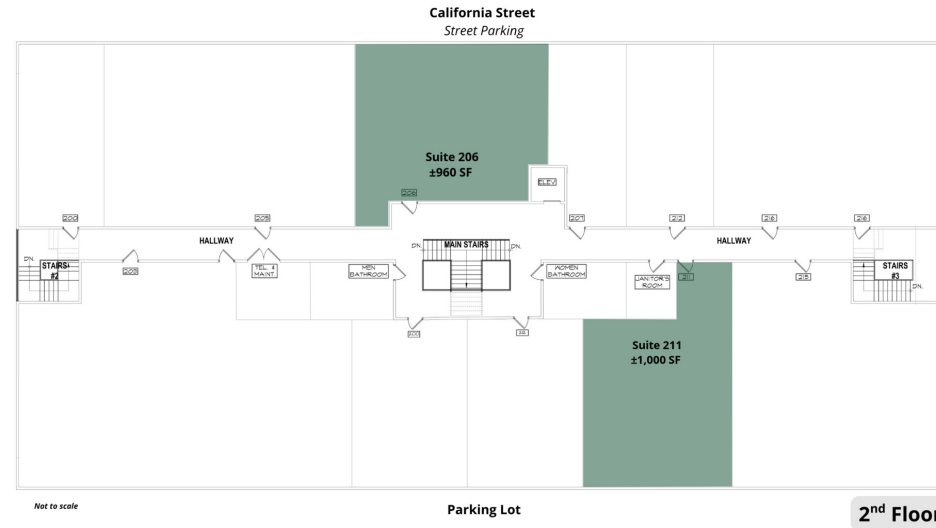 California Street
Street Parking
Suite 206
±960 SF
ELEV
206
200
205
207
212
218
HALLWAY
MAIN STAIRS
HALLWAY
DN.
DN.
DN.
STAIRS
#2
203
TEL. &
MAINT.
MEN
BATHROOM
WOMEN
BATHROOM
JANITOR'S
ROOM
211
215
STAIRS
#3
DN.
Suite 211
±1,000 SF
Not to scale
Parking Lot
2nd Floor